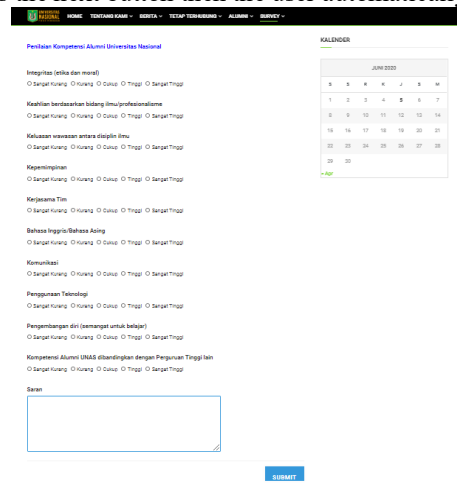 UNIVERSITAS
NASIONAL
HOME TENTANG KAMI BERITA TETAP TERHUBUNG ALUMNI SURVEY
Penilaian Kompetensi Alumni Universitas Nasional
Integritas (etika dan moral)
Sangat Kurang Kurang Cukup Tinggi Sangat Tinggi
Keahlian berdasarkan bidang ilmu/profesionalisme
Sangat Kurang Kurang Cukup Tinggi Sangat Tinggi
Keluasan wawasan antara disiplin ilmu
Sangat Kurang Kurang Cukup Tinggi Sangat Tinggi
Kepemimpinan
Sangat Kurang Kurang Cukup Tinggi Sangat Tinggi
Kerjasama Tim
Sangat Kurang Kurang Cukup Tinggi Sangat Tinggi
Bahasa Inggris/Bahasa Asing
Sangat Kurang Kurang Cukup Tinggi Sangat Tinggi
Komunikasi
Sangat Kurang Kurang Cukup Tinggi Sangat Tinggi
Penggunaan Teknologi
Sangat Kurang Kurang Cukup Tinggi Sangat Tinggi
Pengembangan diri (semangat untuk belajar)
Sangat Kurang Kurang Cukup Tinggi Sangat Tinggi
Kompetensi Alumni UNAS dibandingkan dengan Perguruan Tinggi lain
Sangat Kurang Kurang Cukup Tinggi Sangat Tinggi
Saran
SUBMIT
KALENDER
JUNI 2020
S S R K J S M
1 2 3 4 5 6 7
8 9 10 11 12 13 14
15 16 17 18 19 20 21
22 23 24 25 26 27 28
29 30
« Apr